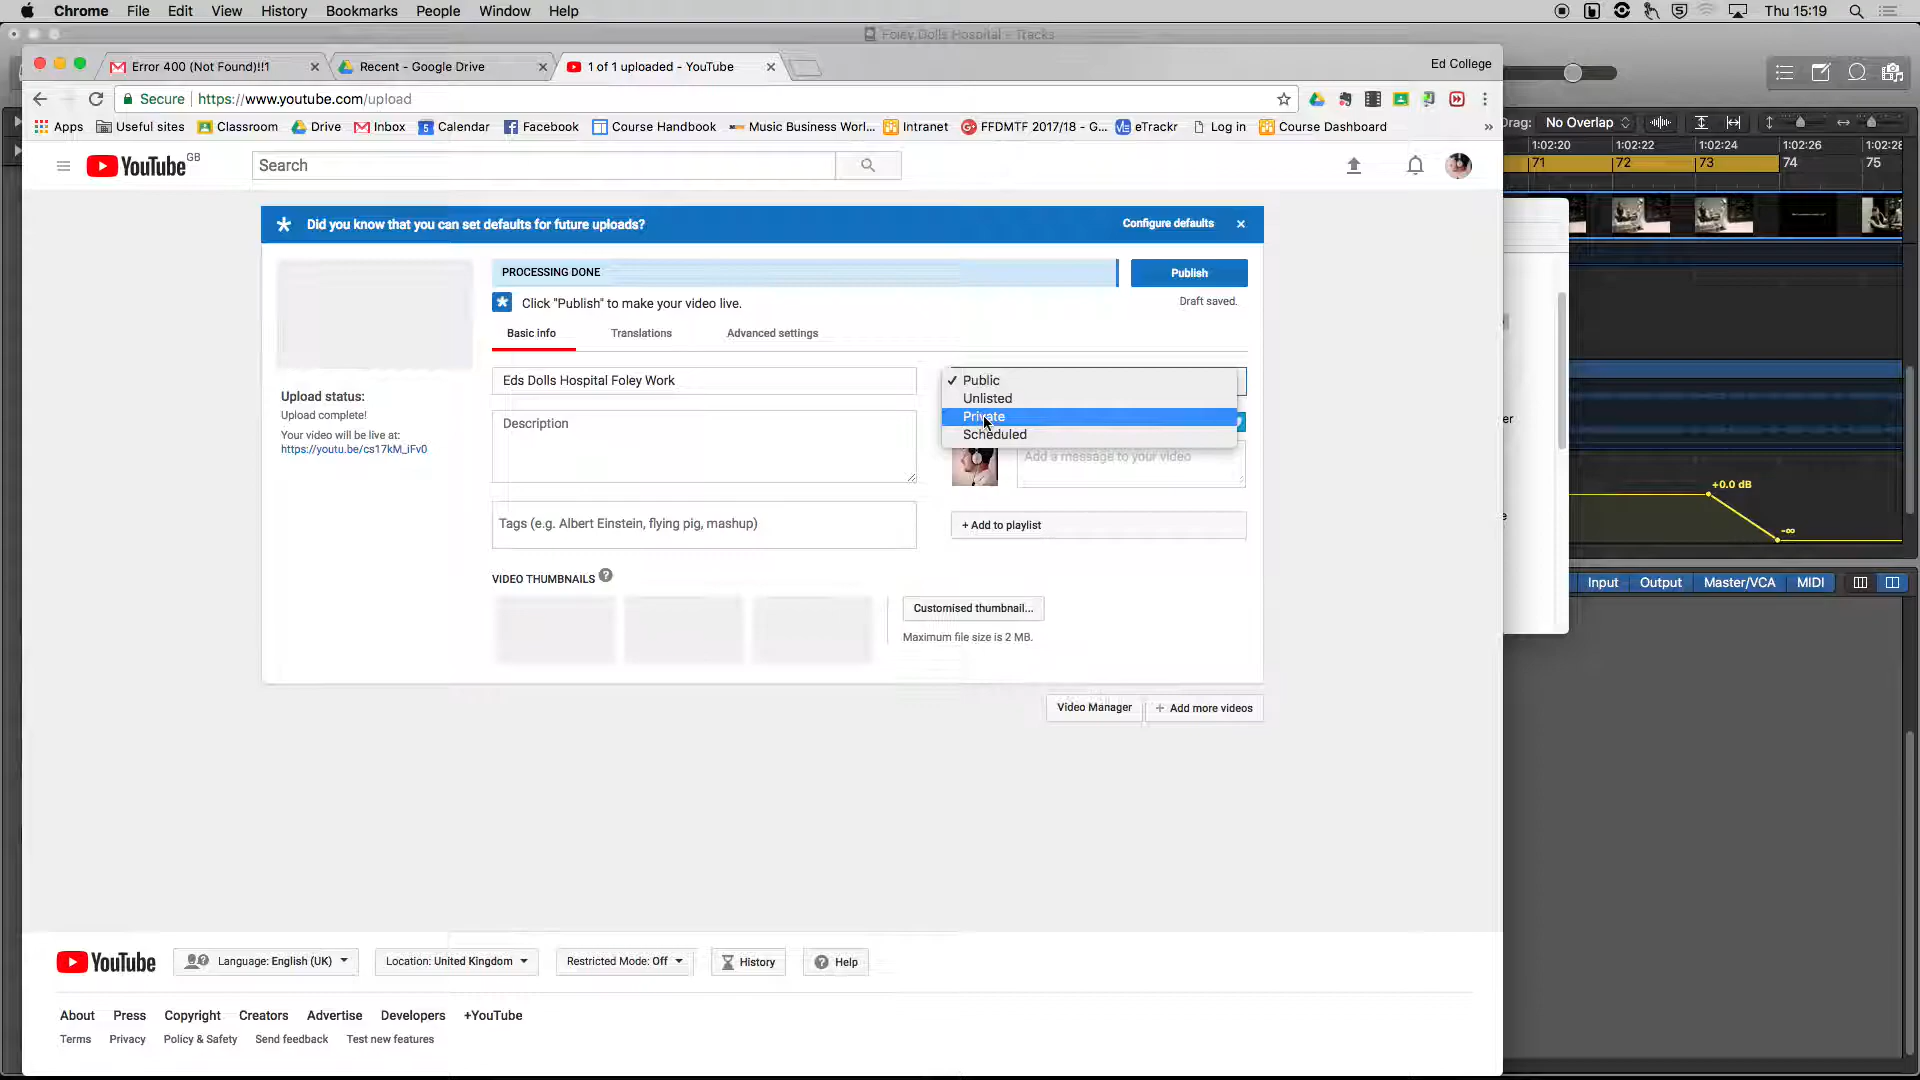 Chrome File Edit View History Bookmarks People Window Help Thu 15:19
Foley Dolls Hospital - Tracks
Error 400 (Not Found)!!1 Recent - Google Drive 1 of 1 uploaded - YouTube Ed College
Secure https://www.youtube.com/upload
Apps Useful sites Classroom Drive Inbox Calendar Facebook Course Handbook Music Business Worl... Intranet FFDMTF 2017/18 - G... eTrackr Log in Course Dashboard »
Drag: No Overlap
1:02:20 1:02:22 1:02:24 1:02:26 1:02:28
71 72 73 74 75
YouTube GB
Search
Did you know that you can set defaults for future uploads? Configure defaults
PROCESSING DONE Publish
Click "Publish" to make your video live. Draft saved.
Basic info Translations Advanced settings
Eds Dolls Hospital Foley Work
Description
Tags (e.g. Albert Einstein, flying pig, mashup)
Public
Unlisted
Private
Scheduled
Add a message to your video
+ Add to playlist
Upload status:
Upload complete!
Your video will be live at:
https://youtu.be/cs17kM_iFv0
VIDEO THUMBNAILS ?
Customised thumbnail...
Maximum file size is 2 MB.
Video Manager + Add more videos
+0.0 dB
-∞
Input Output Master/VCA MIDI
YouTube Language: English (UK) Location: United Kingdom Restricted Mode: Off History Help
About Press Copyright Creators Advertise Developers +YouTube
Terms Privacy Policy & Safety Send feedback Test new features